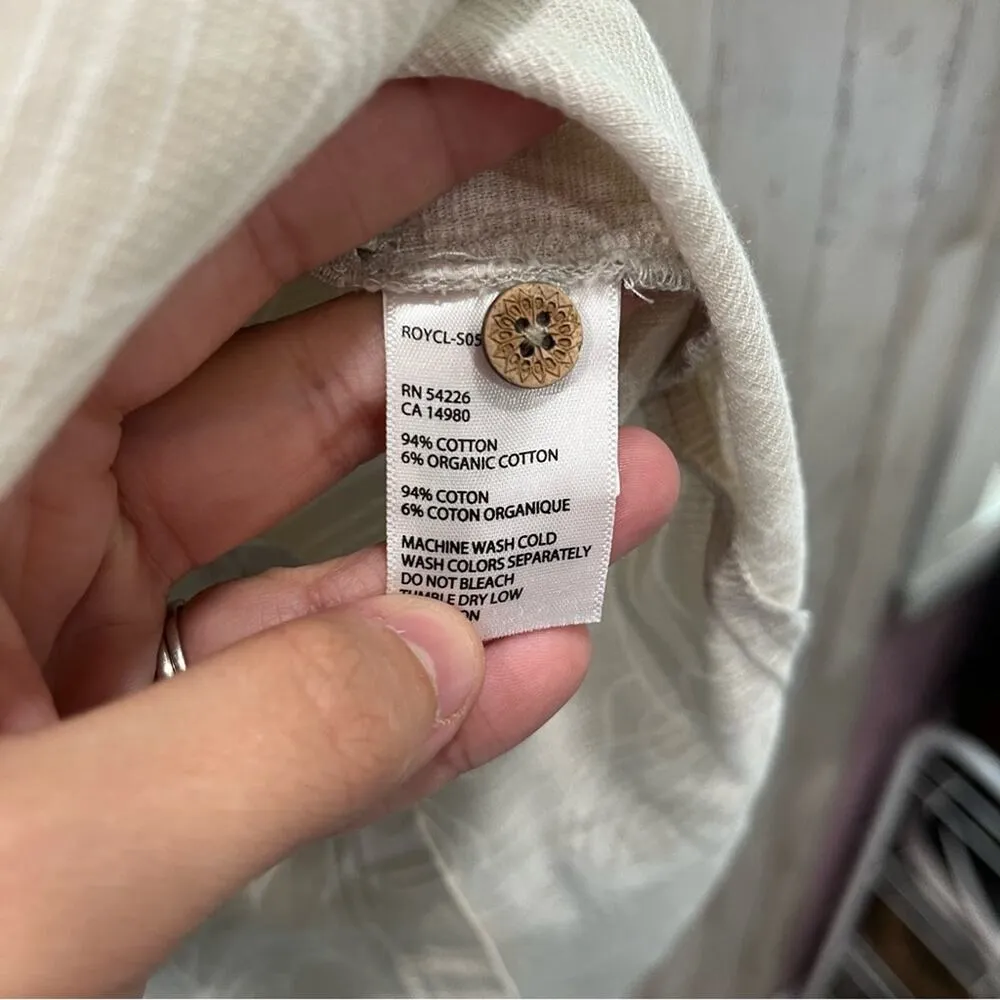 ROYCL-S05
RN 54226
CA 14980
94% COTTON
6% ORGANIC COTTON
94% COTON
6% COTON ORGANIQUE
MACHINE WASH COLD
WASH COLORS SEPARATELY
DO NOT BLEACH
TUMBLE DRY LOW